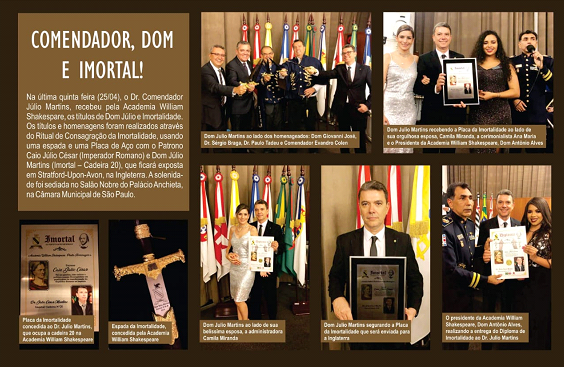 COMENDADOR, DOM
E IMORTAL!
Na última quinta feira (25/04), o Dr. Comendador
Júlio Martins, recebeu pela Academia William
Shakespare, os títulos de Dom Júlio e Imortalidade.
Os títulos e homenagens foram realizados através
do Ritual de Consagração da Imortalidade, usando
uma espada e uma Placa de Aço com o Patrono
Caio Júlio César (Imperador Romano) e Dom Júlio
Martins (Imortal – Cadeira 20), que ficará exposta
em Stratford-Upon-Avon, na Ingleterra. A solenida-
de foi sediada no Salão Nobre do Palácio Anchieta,
na Câmara Municipal de São Paulo.
Dom Julio Martins ao lado dos homenageados: Dom Giovanni José,
Dr. Sérgio Braga, Dr. Paulo Tadeu e Comendador Exandro Colen
Dom Julio Martins recebendo a Placa da Imortalidade ao lado de
sua orgulhosa esposa, Camila Miranda, a cerimonialista Ana Maria
e o Presidente da Academia William Shakespeare, Dom Antônio Alves
Imortal
Caio Júlio César
Dr. Julio César Martins
Placa da Imortalidade
concedida ao Dr. Julio Martins,
que ocupa a cadeira 20 na
Academia William Shakespeare
Espada da Imortalidade,
concedida pela Academia
William Shakespeare
Dom Julio Martins ao lado de sua
belíssima esposa, a administradora
Camila Miranda
Imortal
Dom Julio Martins segurando a Placa
da Imortalidade que será enviada para
a Inglaterra
O presidente da Academia William
Shakespeare, Dom Antônio Alves,
realizando a entrega do Diploma de
Imortalidade ao Dr. Julio Martins